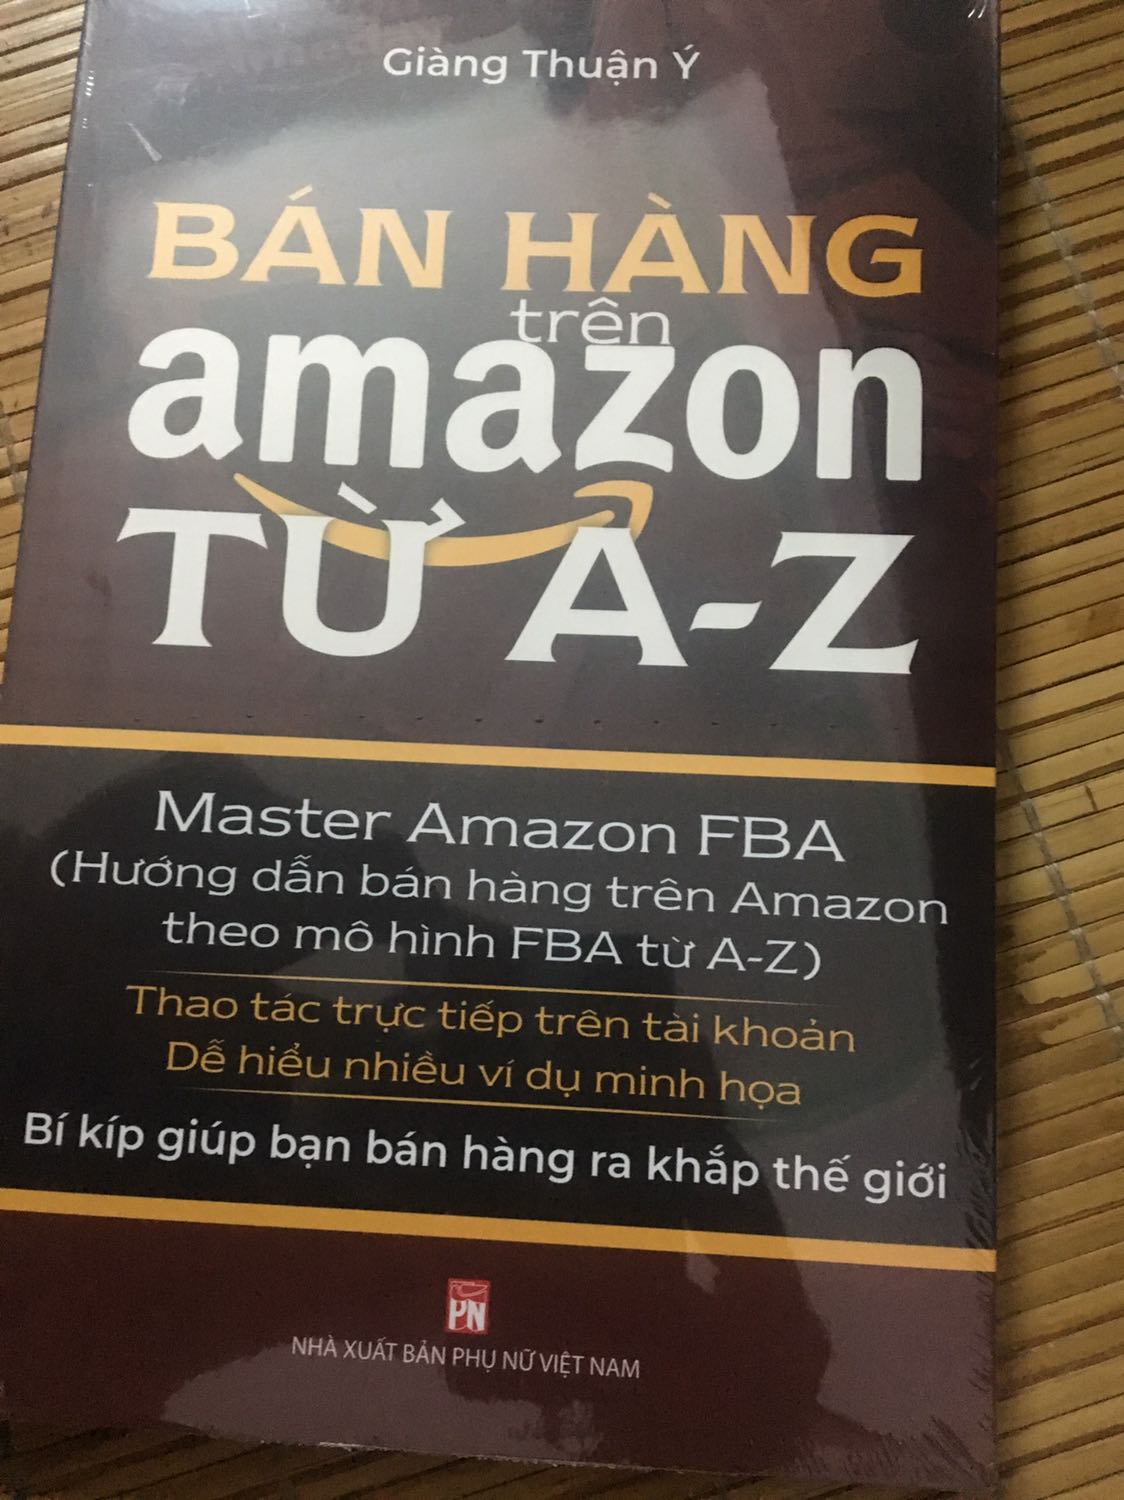 Giàng Thuận Ý
BÁN HÀNG
trên
amazon
TỪ A-Z
Master Amazon FBA
(Hướng dẫn bán hàng trên Amazon
theo mô hình FBA từ A-Z)
Thao tác trực tiếp trên tài khoản
Dễ hiểu nhiều ví dụ minh họa
Bí kíp giúp bạn bán hàng ra khắp thế giới
PN
NHÀ XUẤT BẢN PHỤ NỮ VIỆT NAM